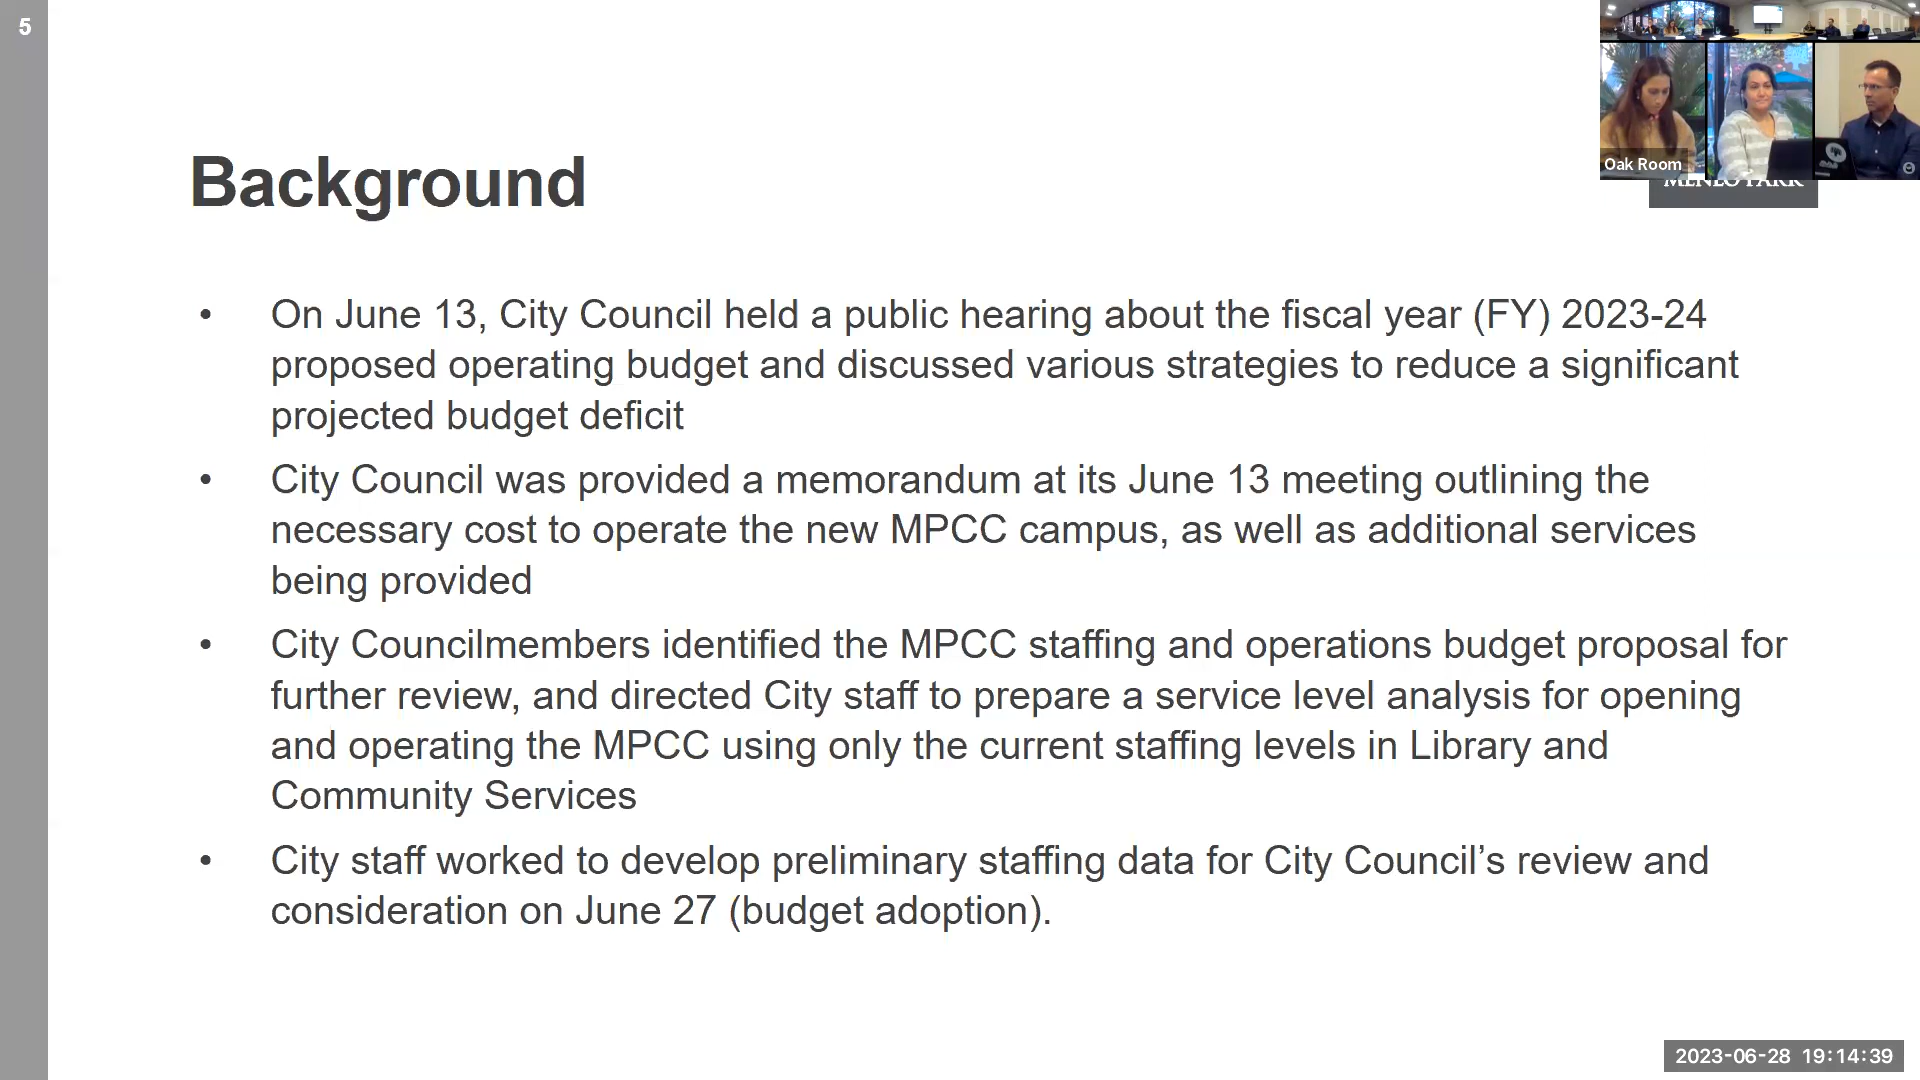 5
Oak Room
MENLO PARK
Background
• On June 13, City Council held a public hearing about the fiscal year (FY) 2023-24
proposed operating budget and discussed various strategies to reduce a significant
projected budget deficit
• City Council was provided a memorandum at its June 13 meeting outlining the
necessary cost to operate the new MPCC campus, as well as additional services
being provided
• City Councilmembers identified the MPCC staffing and operations budget proposal for
further review, and directed City staff to prepare a service level analysis for opening
and operating the MPCC using only the current staffing levels in Library and
Community Services
• City staff worked to develop preliminary staffing data for City Council’s review and
consideration on June 27 (budget adoption).
2023-06-28 19:14:39